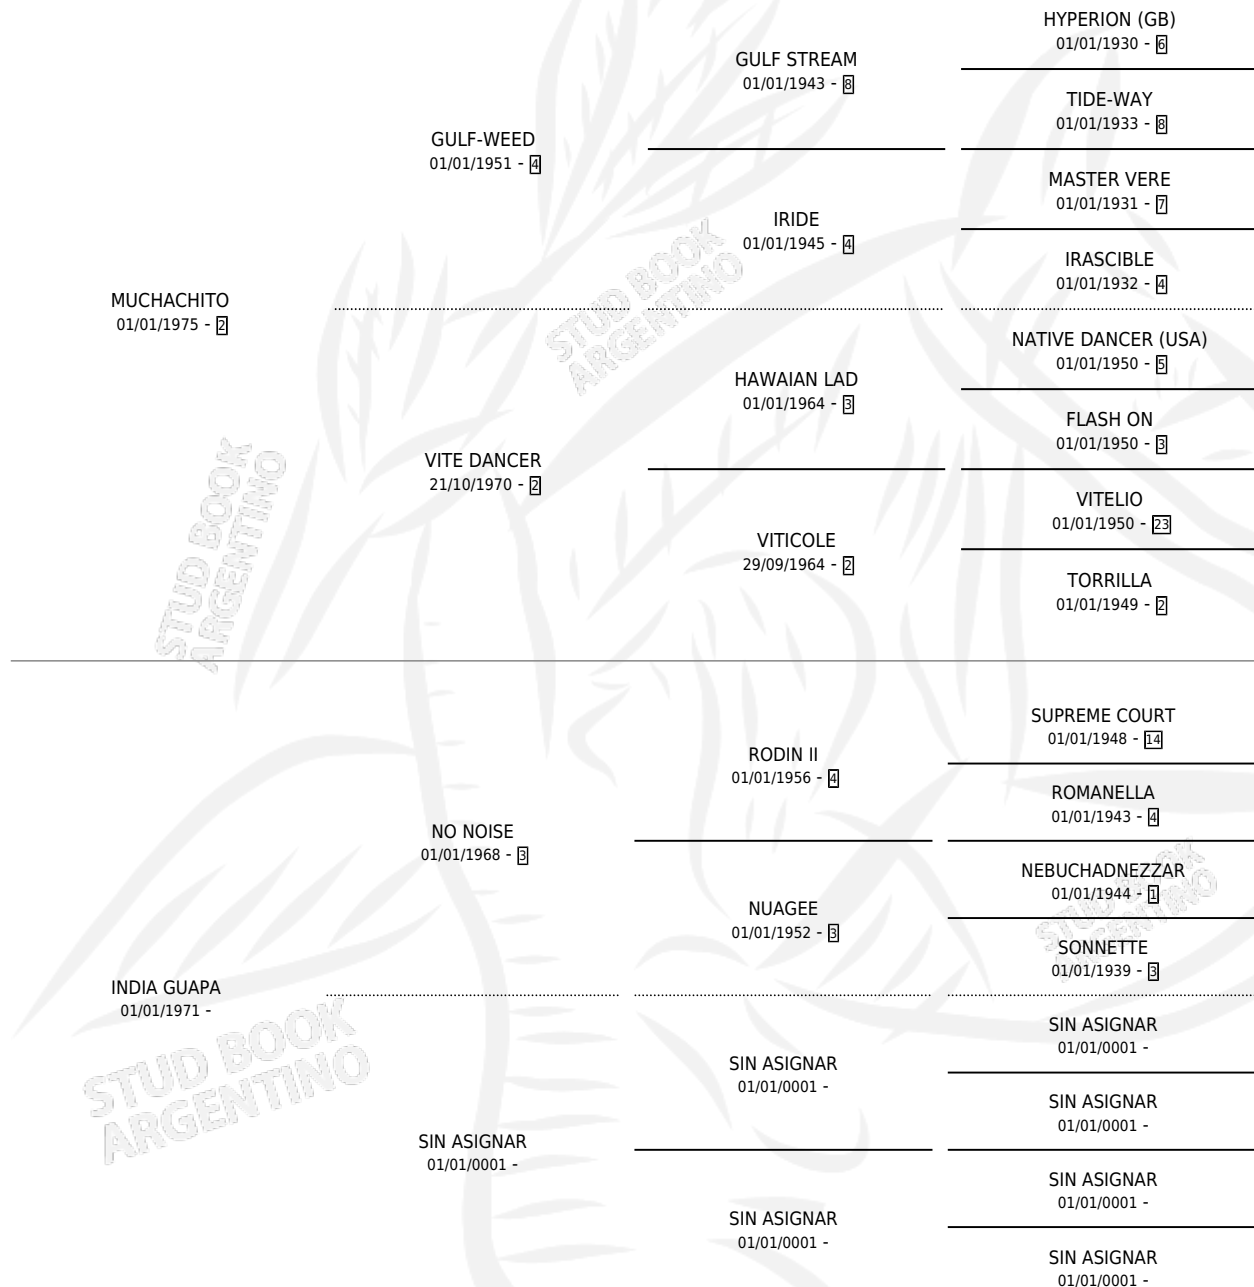 HYPERION (GB)
01/01/1930 - 6
GULF STREAM
01/01/1943 - 8
TIDE-WAY
01/01/1933 - 8
GULF-WEED
01/01/1951 - 4
MASTER VERE
01/01/1931 - 7
IRIDE
01/01/1945 - 4
IRASCIBLE
01/01/1932 - 4
MUCHACHITO
01/01/1975 - 2
STUD BOOK
ARGENTINO
NATIVE DANCER (USA)
01/01/1950 - 5
HAWAIAN LAD
01/01/1964 - 3
FLASH ON
01/01/1950 - 3
VITE DANCER
21/10/1970 - 2
VITELIO
01/01/1950 - 23
VITICOLE
29/09/1964 - 2
TORRILLA
01/01/1949 - 2
STUD BOOK
ARGENTINO
SUPREME COURT
01/01/1948 - 14
RODIN II
01/01/1956 - 4
ROMANELLA
01/01/1943 - 4
NO NOISE
01/01/1968 - 3
NEBUCHADNEZZAR
01/01/1944 - 1
STUD BOOK
ARGENTINO
NUAGEE
01/01/1952 - 3
SONNETTE
01/01/1939 - 3
INDIA GUAPA
01/01/1971 -
STUD BOOK
ARGENTINO
SIN ASIGNAR
01/01/0001 -
SIN ASIGNAR
01/01/0001 -
SIN ASIGNAR
01/01/0001 -
SIN ASIGNAR
01/01/0001 -
SIN ASIGNAR
01/01/0001 -
SIN ASIGNAR
01/01/0001 -
SIN ASIGNAR
01/01/0001 -